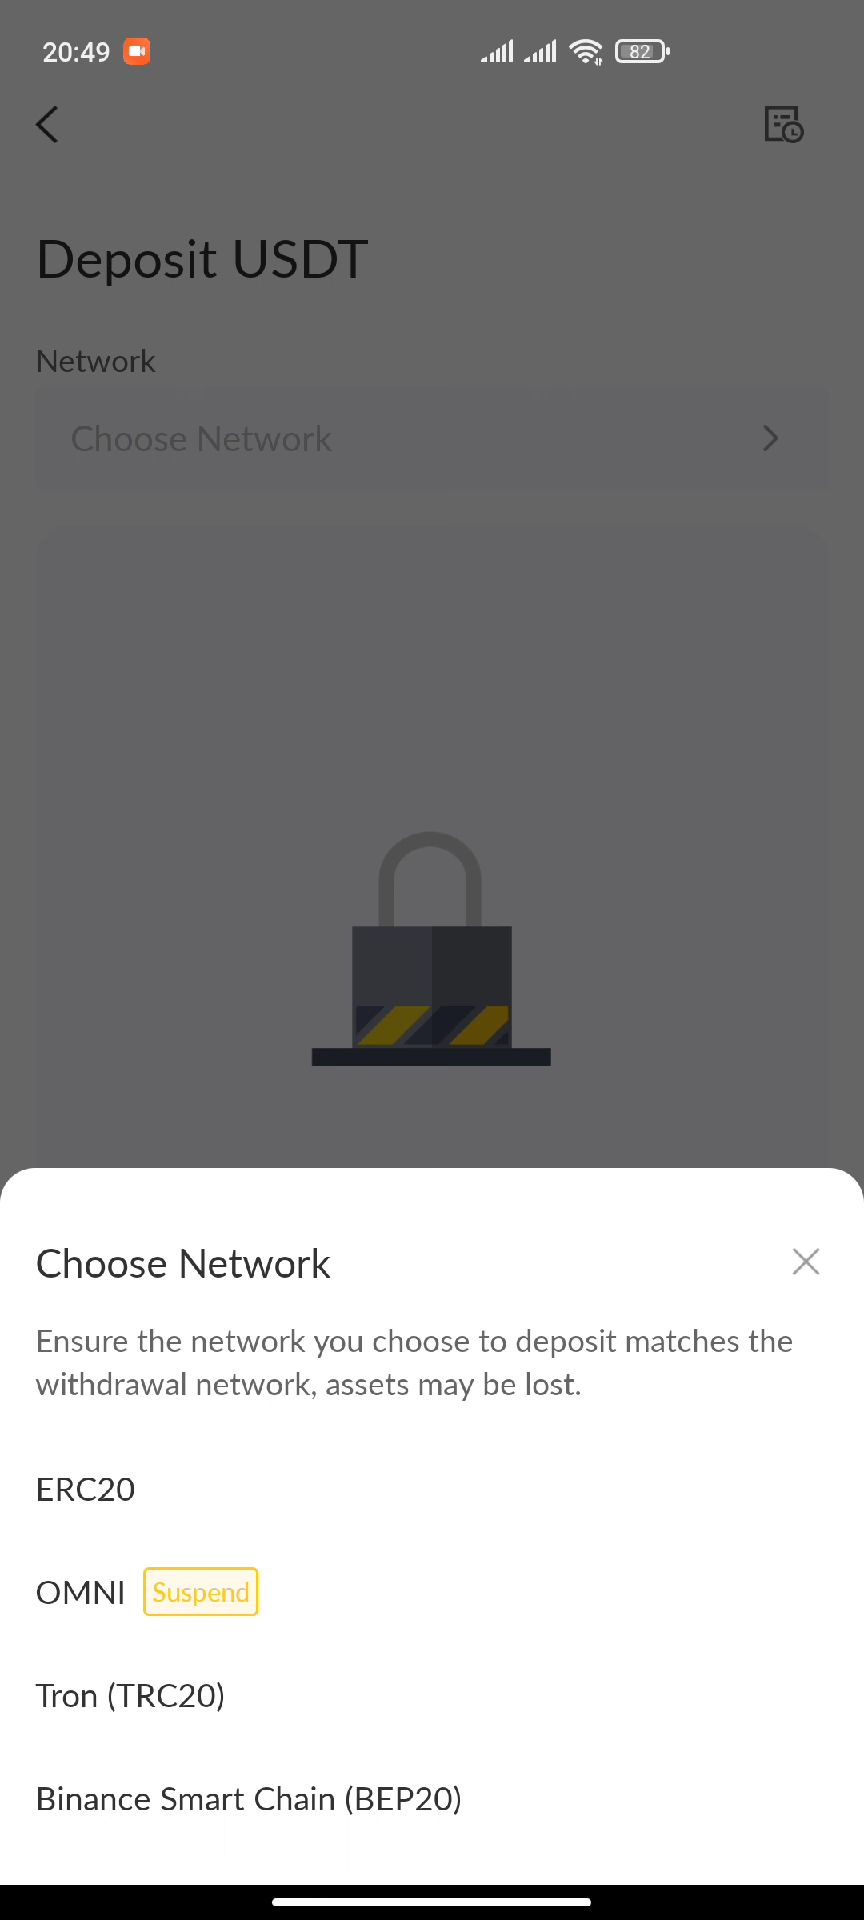 20:49
82
Deposit USDT
Network
Choose Network
Choose Network
Ensure the network you choose to deposit matches the
withdrawal network, assets may be lost.
ERC20
OMNI Suspend
Tron (TRC20)
Binance Smart Chain (BEP20)